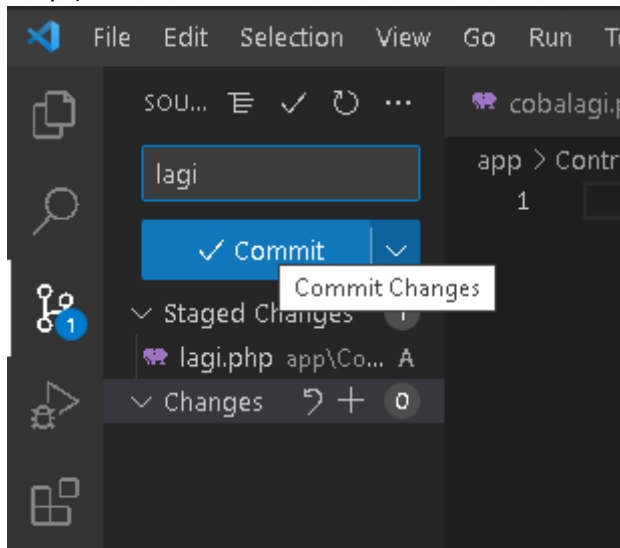 File Edit Selection View Go Run T
SOU...
cobalagi.p
lagi
app > Contr
1
Commit
Commit Changes
Staged Changes 1
1
lagi.php app\Co... A
Changes 0